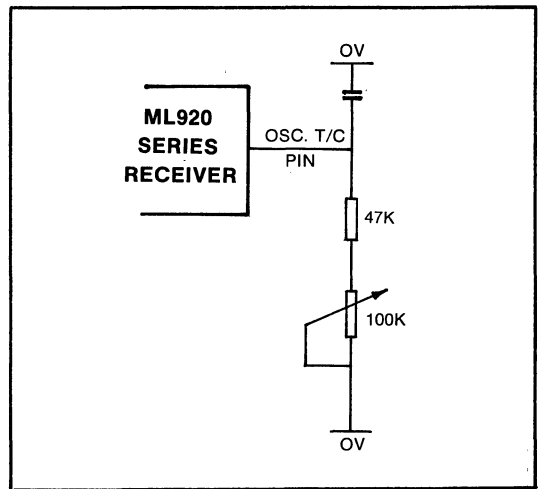 OV
ML920
SERIES
RECEIVER
OSC. T/C
PIN
47K
100K
OV